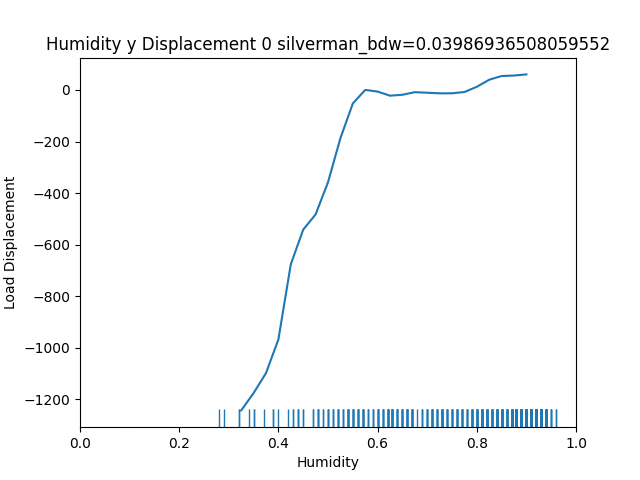 Humidity y Displacement 0 silverman_bdw=0.03986936508059552
Load Displacement
0
−200
−400
−600
−800
−1000
−1200
0.0 0.2 0.4 0.6 0.8 1.0
Humidity